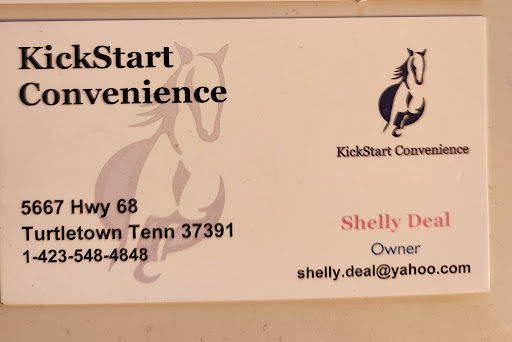 KickStart
Convenience
KickStart Convenience
5667 Hwy 68
Turtletown Tenn 37391
1-423-548-4848
Shelly Deal
Owner
shelly.deal@yahoo.com